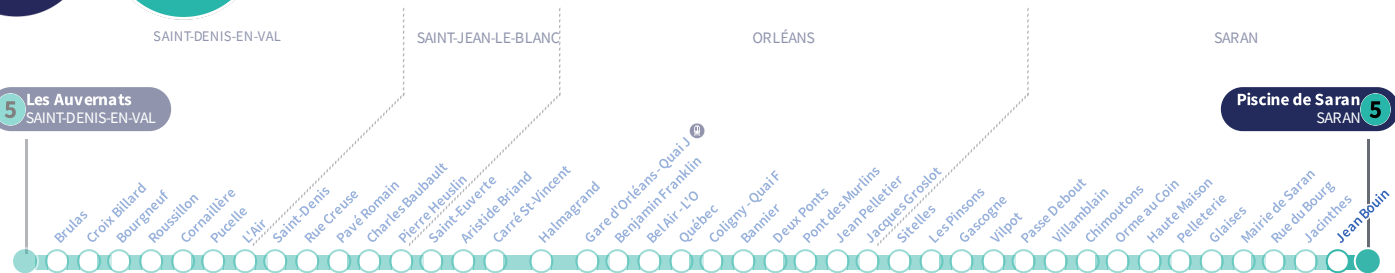 SAINT-DENIS-EN-VAL
SAINT-JEAN-LE-BLANC
ORLÉANS
SARAN
5
Les Auvernats
SAINT-DENIS-EN-VAL
Piscine de Saran
SARAN
5
Brulas
Croix Billard
Bourgneuf
Roussillon
Cornaillère
Pucelle
L'Air
Saint-Denis
Rue Creuse
Pavé Romain
Charles Baubault
Pierre Heuslin
Saint-Euverte
Aristide Briand
Carré St-Vincent
Halmagrand
Gare d'Orléans - Quai J
Benjamin Franklin
Bel Air - L'O
Québec
Coligny - Quai F
Bannier
Deux Ponts
Pont des Murlins
Jean Pelletier
Jacques Groslot
Sitelles
Les Pinsons
Gascogne
Vilpot
Passe Debout
Villamblain
Chimoutons
Orme au Coin
Haute Maison
Pelleterie
Glaises
Mairie de Saran
Rue du Bourg
Jacinthes
Jean Bouin